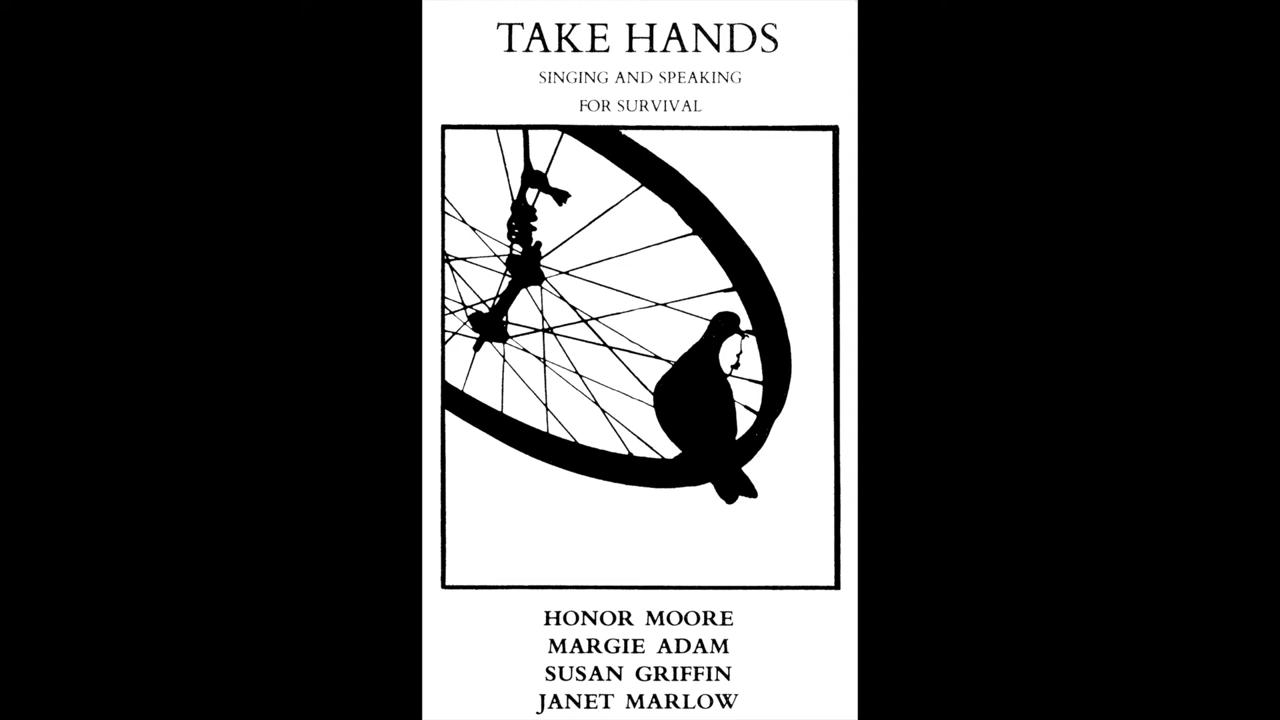 TAKE HANDS
SINGING AND SPEAKING
FOR SURVIVAL
HONOR MOORE
MARGIE ADAM
SUSAN GRIFFIN
JANET MARLOW